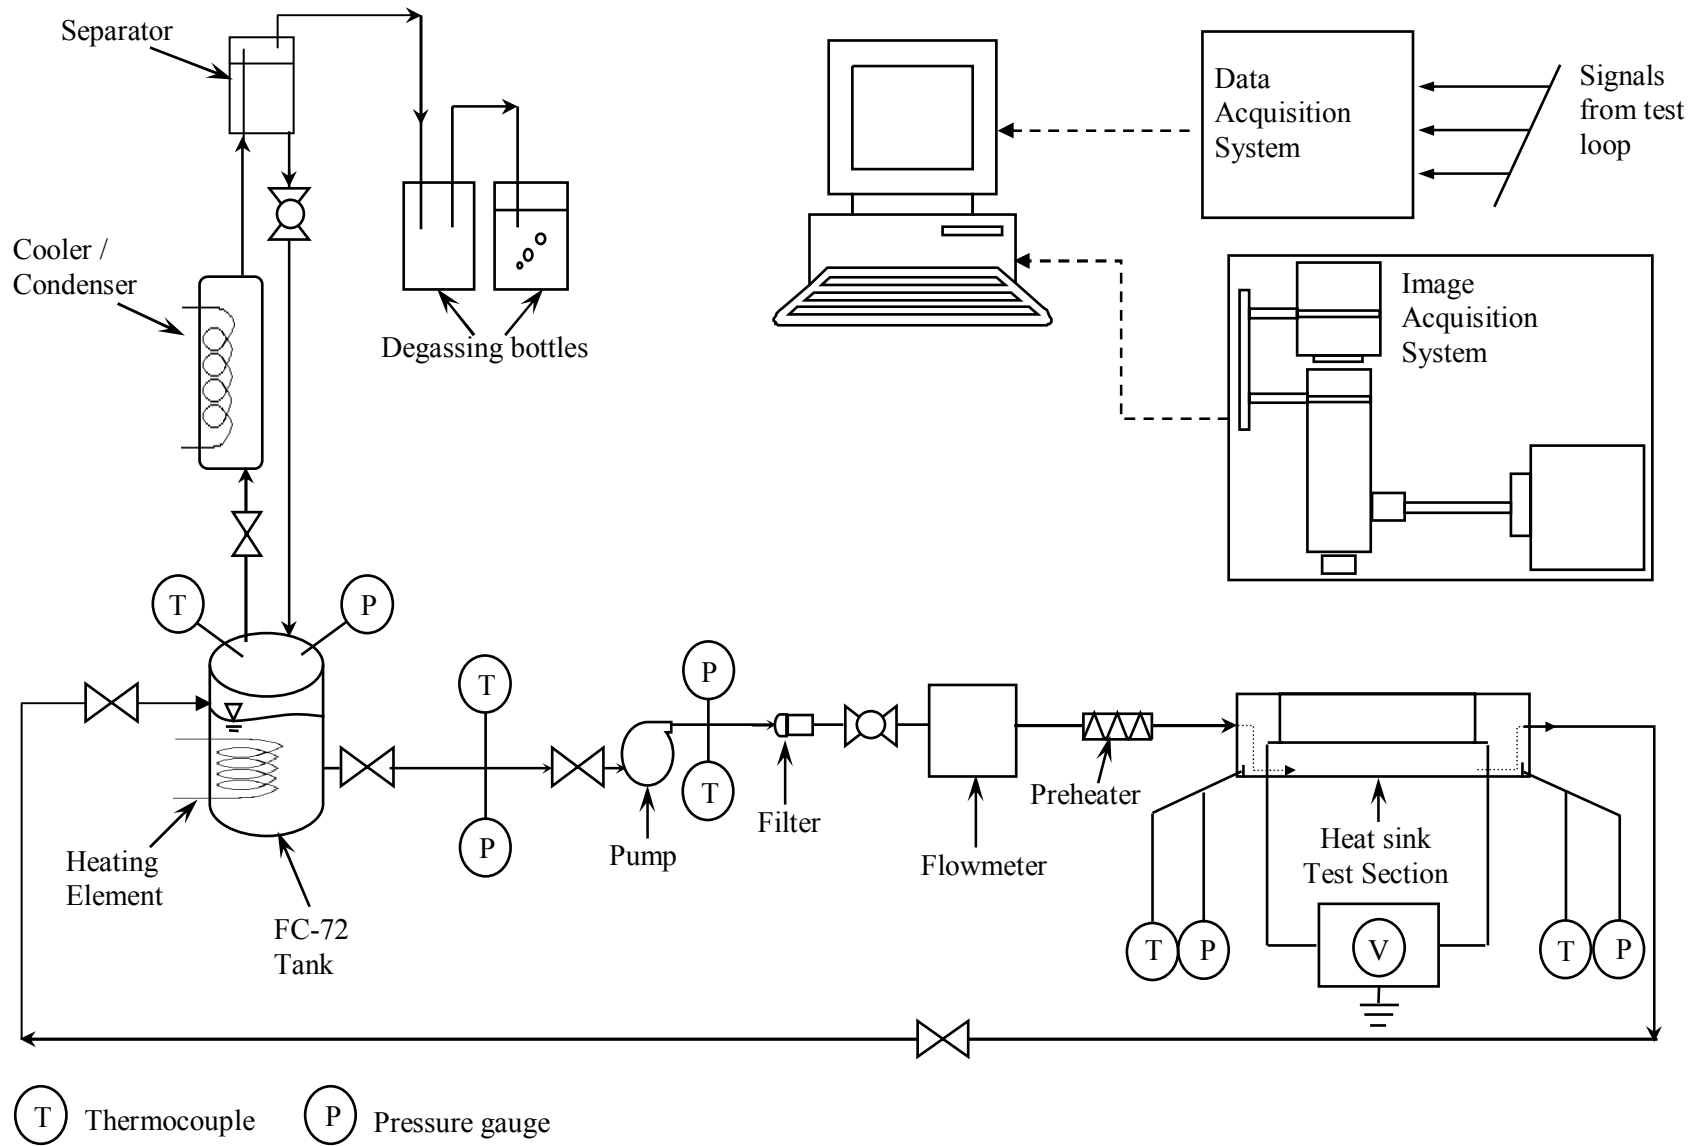 Separator
Data
Acquisition
System
Signals
from test
loop
Cooler /
Condenser
Degassing bottles
Image
Acquisition
System
T
P
T
P
P
T
Heating
Element
FC-72
Tank
Pump
Filter
Flowmeter
Preheater
Heat sink
Test Section
T
P
V
T
P
T
Thermocouple
P
Pressure gauge